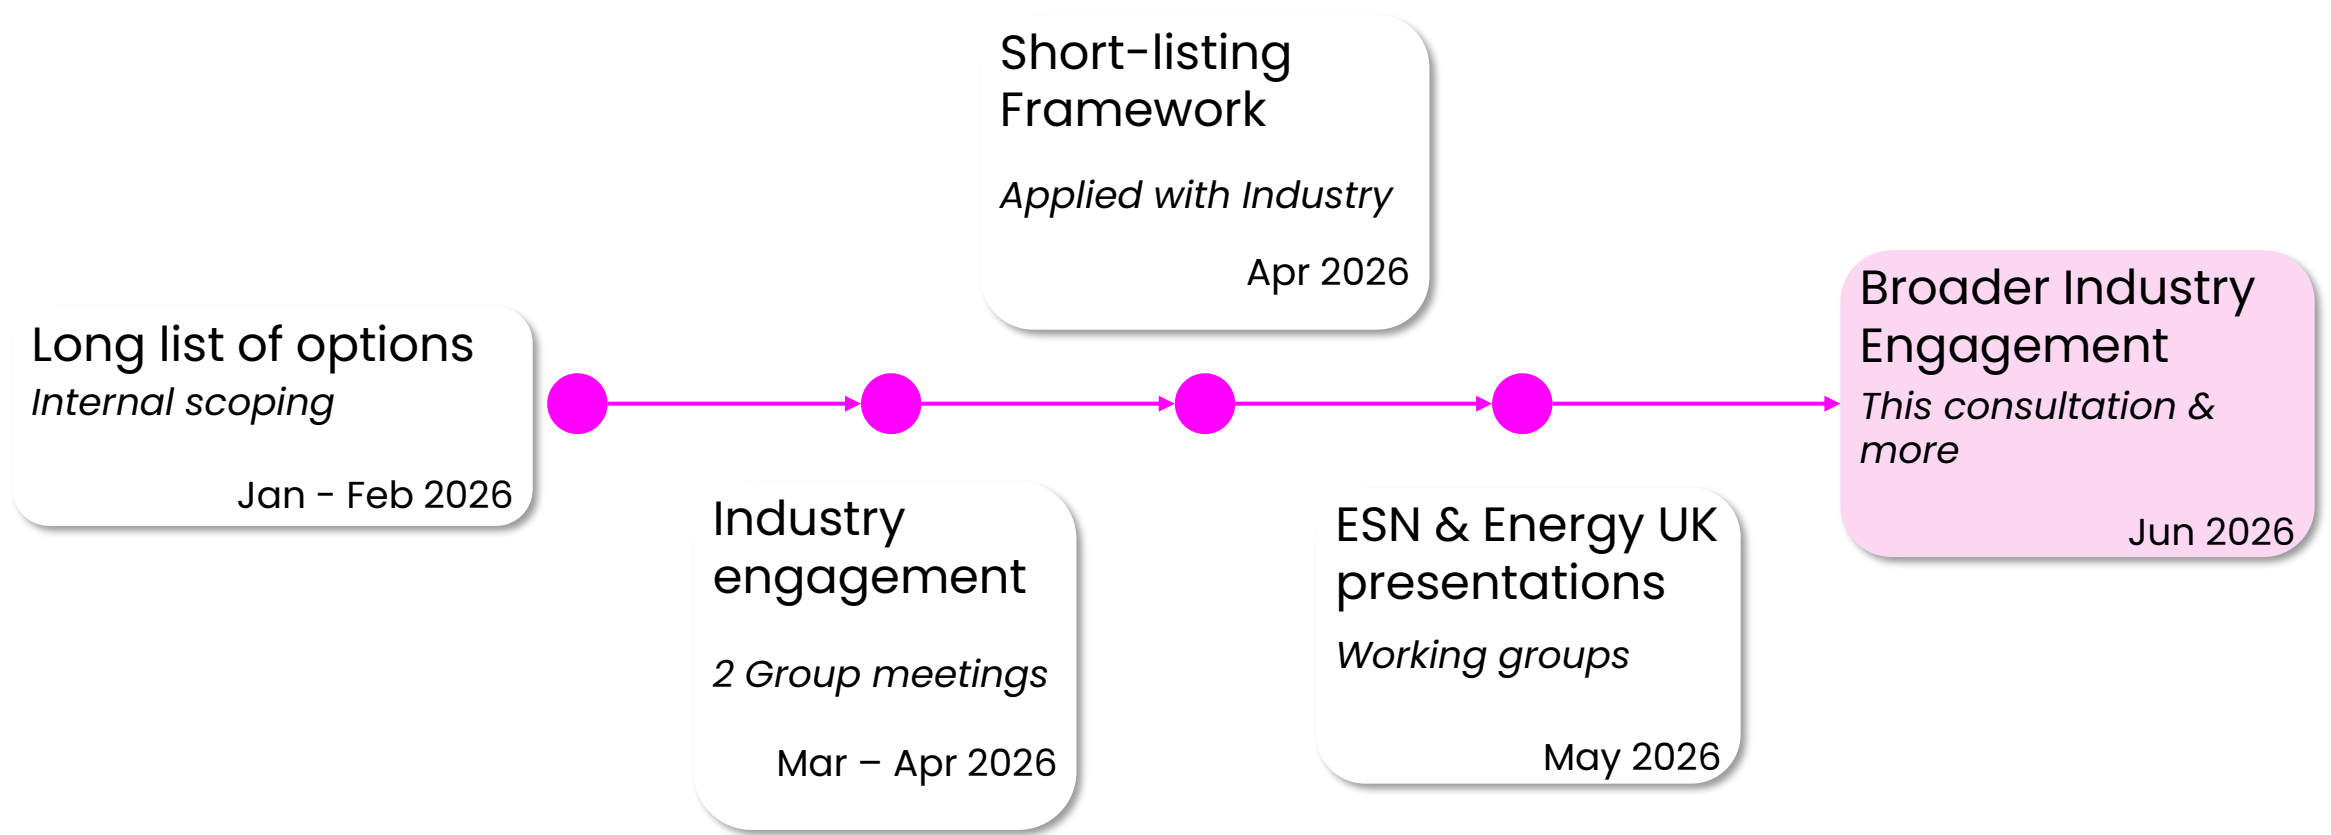 Long list of options
Internal scoping
Jan - Feb 2026
Industry
engagement
2 Group meetings
Mar – Apr 2026
Short-listing
Framework
Applied with Industry
Apr 2026
ESN & Energy UK
presentations
Working groups
May 2026
Broader Industry
Engagement
This consultation &
more
Jun 2026